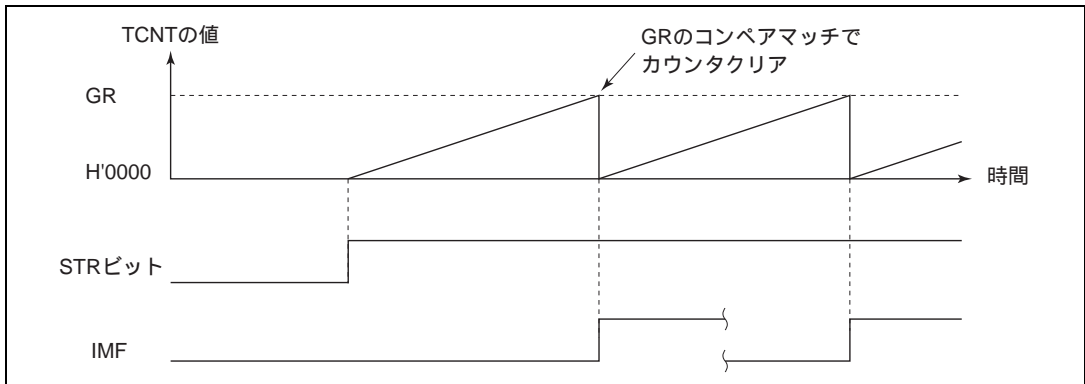 TCNTの値
GRのコンペアマッチで
カウンタクリア
GR
H'0000
時間
STRビット
IMF